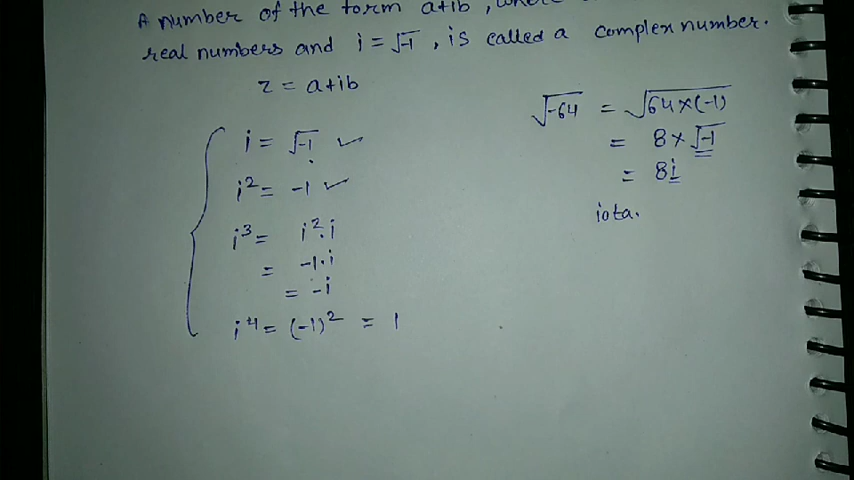 A number of the form a+ib, where
real numbers and i = √-1, is called a complex number.
z = a+ib
i = √-1 ✓
i² = -1 ✓
i³ = i².i
= -1.i
= -i
i⁴ = (-1)² = 1
√-64 = √64×(-1)
= 8 × √-1
= 8i
iota.